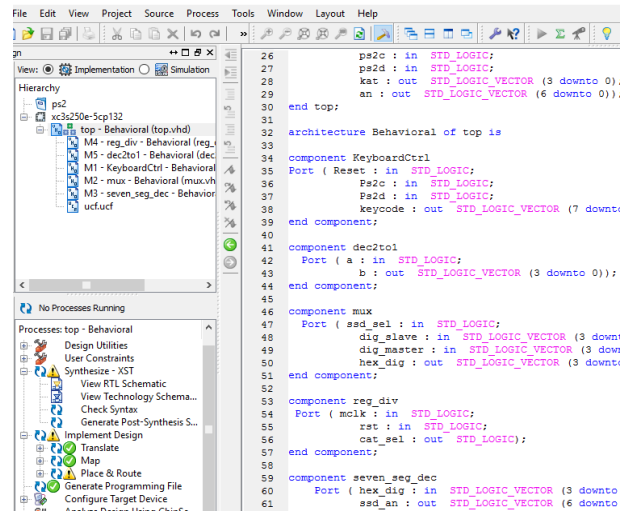 File Edit View Project Source Process Tools Window Layout Help
gn
View: Implementation Simulation
Hierarchy
ps2
xc3s250e-5cp132
top - Behavioral (top.vhd)
M4 - reg_div - Behavioral (reg_
M5 - dec2to1 - Behavioral (dec
M1 - KeyboardCtrl - Behavioral
M2 - mux - Behavioral (mux.vh
M3 - seven_seg_dec - Behavior
ucf.ucf
No Processes Running
Processes: top - Behavioral
Design Utilities
User Constraints
Synthesize - XST
View RTL Schematic
View Technology Schema...
Check Syntax
Generate Post-Synthesis S...
Implement Design
Translate
Map
Place & Route
Generate Programming File
Configure Target Device
26 ps2c : in STD_LOGIC;
27 ps2d : in STD_LOGIC;
28 kat : out STD_LOGIC_VECTOR (3 downto 0);
29 an : out STD_LOGIC_VECTOR (6 downto 0));
30 end top;
31
32 architecture Behavioral of top is
33
34 component KeyboardCtrl
35 Port ( Reset : in STD_LOGIC;
36 Ps2c : in STD_LOGIC;
37 Ps2d : in STD_LOGIC;
38 keycode : out STD_LOGIC_VECTOR (7 downto
39 end component;
40
41 component dec2to1
42 Port ( a : in STD_LOGIC;
43 b : out STD_LOGIC_VECTOR (3 downto 0));
44 end component;
45
46 component mux
47 Port ( ssd_sel : in STD_LOGIC;
48 dig_slave : in STD_LOGIC_VECTOR (3 downt
49 dig_master : in STD_LOGIC_VECTOR (3 down
50 hex_dig : out STD_LOGIC_VECTOR (3 downto
51 end component;
52
53 component reg_div
54 Port ( mclk : in STD_LOGIC;
55 rst : in STD_LOGIC;
56 cat_sel : out STD_LOGIC);
57 end component;
58
59 component seven_seg_dec
60 Port ( hex_dig : in STD_LOGIC_VECTOR (3 downto
61 ssd_an : out STD_LOGIC_VECTOR (6 downto